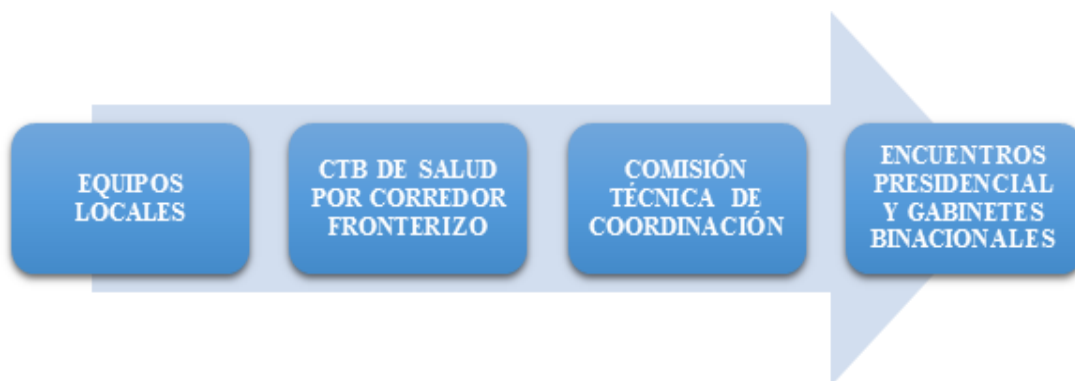 EQUIPOS
LOCALES
CTB DE SALUD
POR CORREDOR
FRONTERIZO
COMISIÓN
TÉCNICA DE
COORDINACIÓN
ENCUENTROS
PRESIDENCIAL
Y GABINETES
BINACIONALES